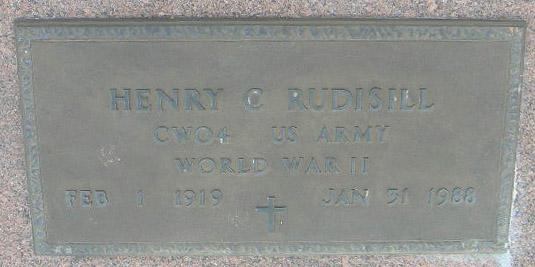 HENRY C RUDISILL
CWO4 US ARMY
WORLD WAR II
FEB 1 1919 JAN 31 1988